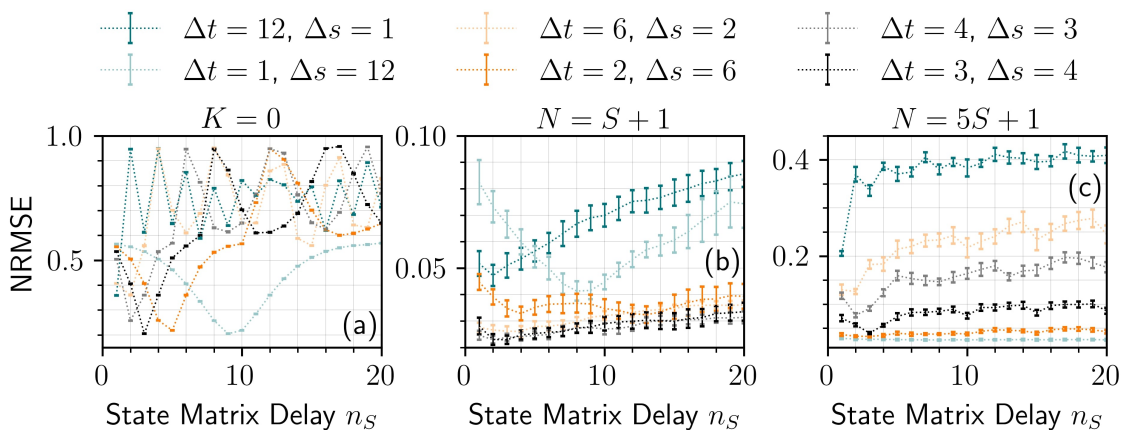 Δt = 12, Δs = 1 Δt = 6, Δs = 2 Δt = 4, Δs = 3
Δt = 1, Δs = 12 Δt = 2, Δs = 6 Δt = 3, Δs = 4
K = 0 N = S + 1 N = 5S + 1
1.0 0.10 0.4
(c)
NRMSE
0.5 0.05 (b) 0.2
(a)
0 10 20 0 10 20 0 10 20
State Matrix Delay n_S State Matrix Delay n_S State Matrix Delay n_S